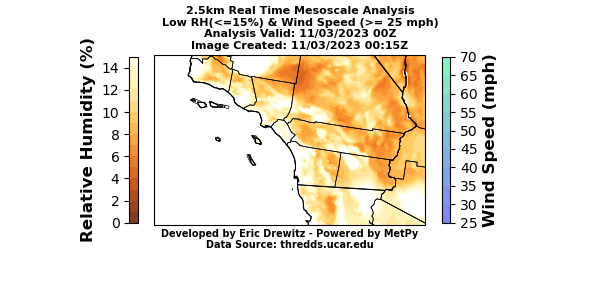 2.5km Real Time Mesoscale Analysis
Low RH(<=15%) & Wind Speed (>= 25 mph)
Analysis Valid: 11/03/2023 00Z
Image Created: 11/03/2023 00:15Z
Relative Humidity (%)
14
12
10
8
6
4
2
0
70
65
60
55
50
45
40
35
30
25
Wind Speed (mph)
Developed by Eric Drewitz - Powered by MetPy
Data Source: thredds.ucar.edu